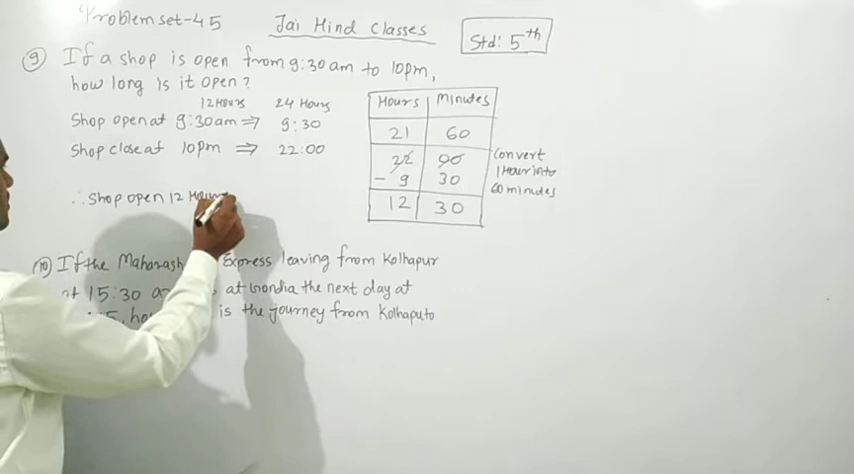 Problem set-45
Jai Hind Classes
Std: 5th
9 If a shop is open from 9:30am to 10pm,
how long is it open?
12 Hours 24 Hours
Shop open at 9:30am ⇒ 9:30
Shop close at 10pm ⇒ 22:00
∴ Shop open 12 Hours
Hours Minutes
21 60
22 90
- 9 30
12 30
Convert
1 Hour into
60 minutes
10 If the Express leaving from Kolhapur
at 15:30 at Gondia the next day at
is the journey from Kolhapu to